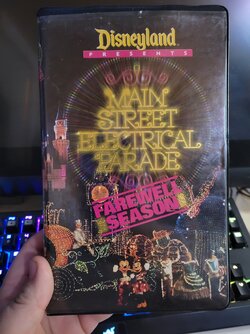 Disneyland
PRESENTS
MAIN
STREET
ELECTRICAL
PARADE
FAREWELL
SEASON